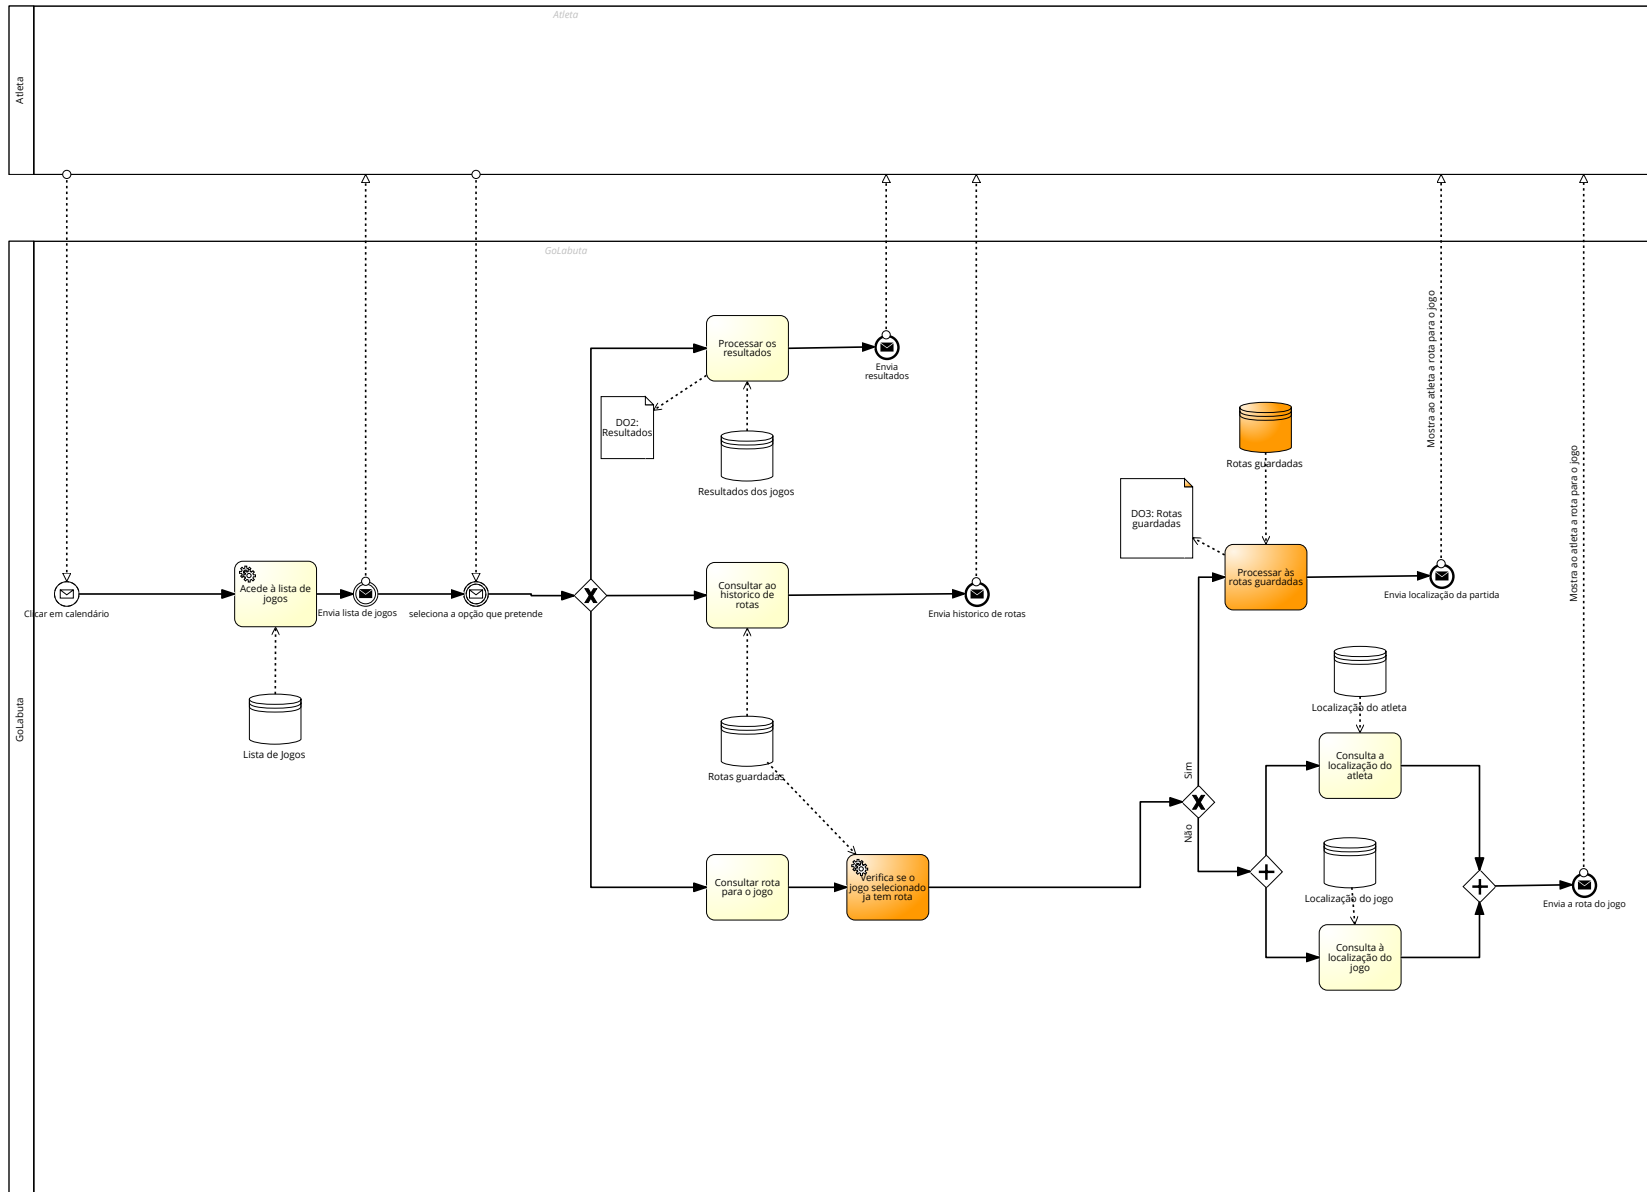 Atleta
Atleta
GoLabuta
GoLabuta
Processar os
resultados
Envia
resultados
DO2:
Resultados
Resultados dos jogos
Mostra ao atleta a rota para o jogo
Mostra ao atleta a rota para o jogo
Rotas guardadas
DO3: Rotas
guardadas
Processar às
rotas guardadas
Envia localização da partida
Clicar em calendário
Acede à lista de
jogos
Envia lista de jogos
seleciona a opção que pretende
Consultar ao
historico de
rotas
Envia historico de rotas
Lista de Jogos
Rotas guardadas
Localização do atleta
Consulta a
localização do
atleta
Sim
Não
Consultar rota
para o jogo
Verifica se o
jogo selecionado
ja tem rota
Localização do jogo
Consulta à
localização do
jogo
Envia a rota do jogo